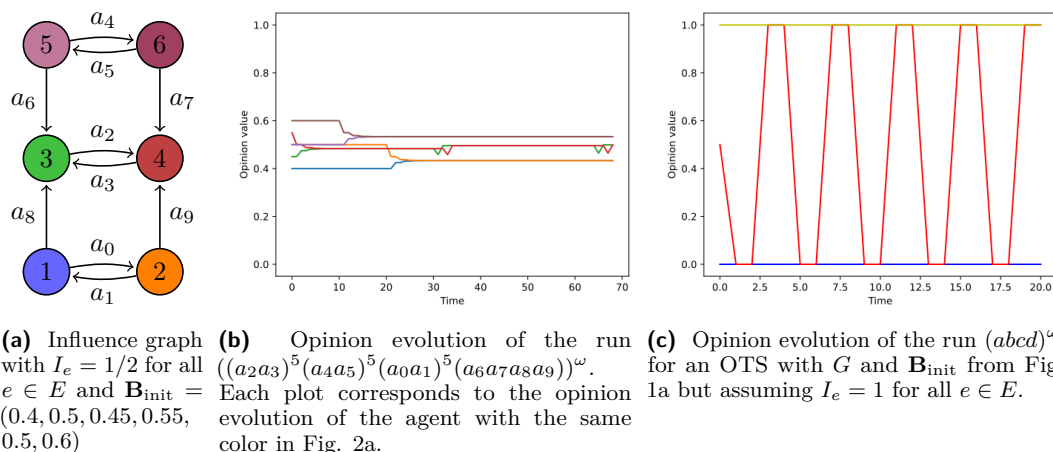 5
a₄
6
a₅
a₆
a₇
3
a₂
4
a₃
a₈
a₉
1
a₀
2
a₁
1.0
0.8
0.6
0.4
0.2
0.0
Opinion value
0 10 20 30 40 50 60 70
Time
1.0
0.8
0.6
0.4
0.2
0.0
Opinion value
0.0 2.5 5.0 7.5 10.0 12.5 15.0 17.5 20.0
Time
(a) Influence graph
with Iₑ = 1/2 for all
e ∈ E and B_init =
(0.4, 0.5, 0.45, 0.55,
0.5, 0.6)
(b) Opinion evolution of the run
((a₂a₃)⁵(a₄a₅)⁵(a₀a₁)⁵(a₆a₇a₈a₉))^ω.
Each plot corresponds to the opinion
evolution of the agent with the same
color in Fig. 2a.
(c) Opinion evolution of the run (abcd)^ω
for an OTS with G and B_init from Fig
1a but assuming Iₑ = 1 for all e ∈ E.